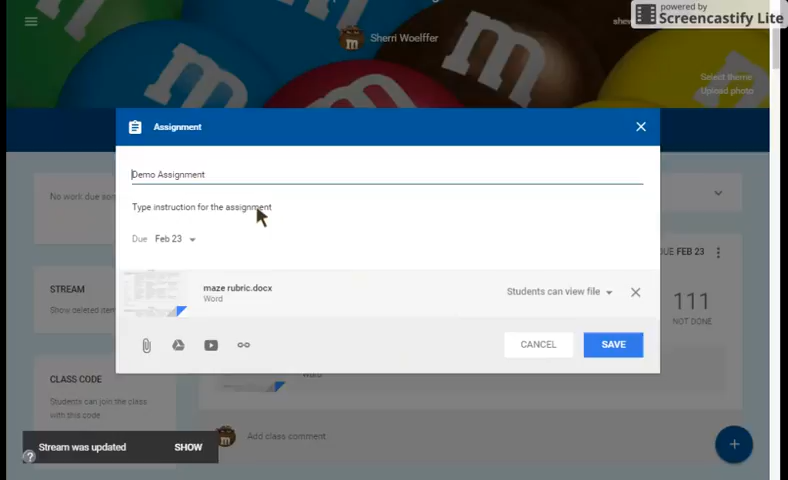 powered by
Screencastify Lite
Sherri Woelffer
Select theme
Upload photo
Assignment
Demo Assignment
No work due
Type instruction for the assignment
Due Feb 23
DUE FEB 23
STREAM
Show deleted
maze rubric.docx
Word
Students can view file
111
NOT DONE
CANCEL
SAVE
CLASS CODE
Students can join the class
with this code
Word
Add class comment
Stream was updated
SHOW